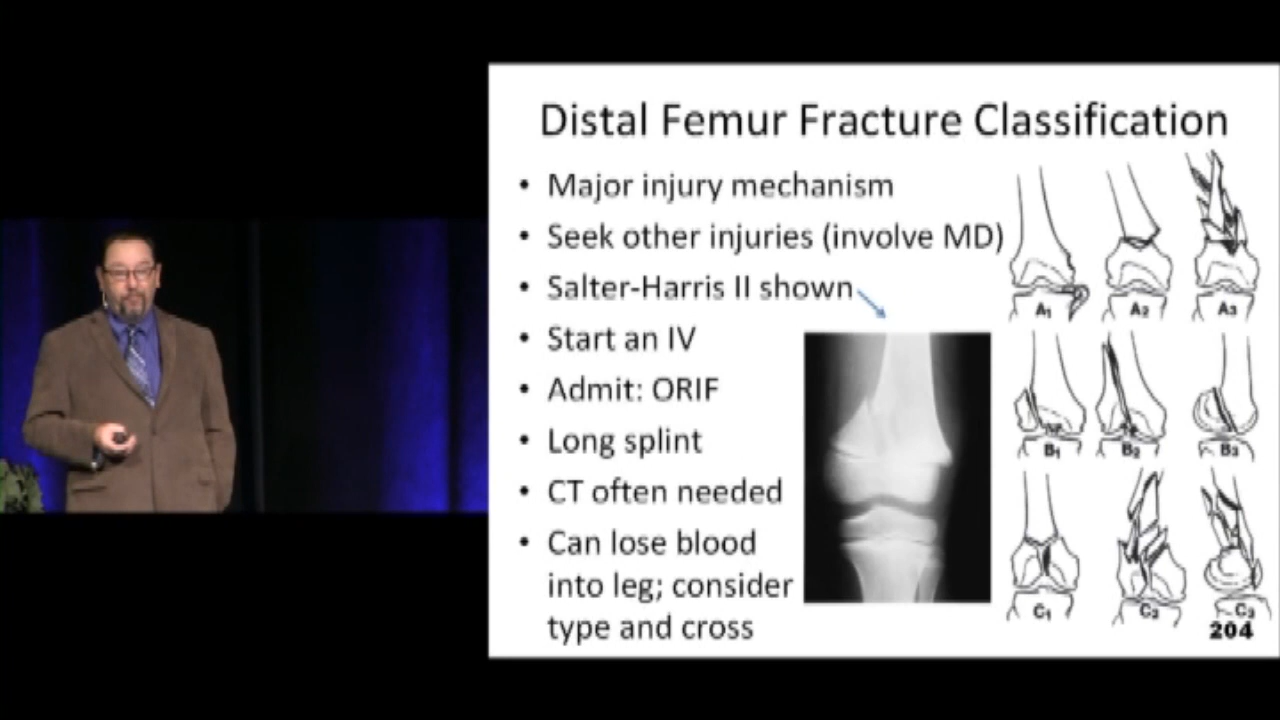 Distal Femur Fracture Classification
• Major injury mechanism
• Seek other injuries (involve MD)
• Salter-Harris II shown
• Start an IV
• Admit: ORIF
• Long splint
• CT often needed
• Can lose blood
into leg; consider
type and cross
A1 A2 A3
B1 B2 B3
C1 C2 C3
204